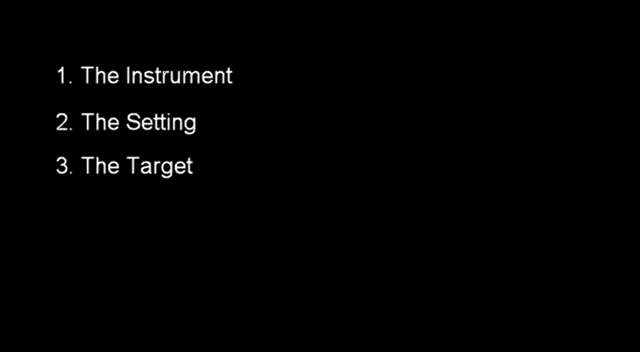 1. The Instrument
2. The Setting
3. The Target